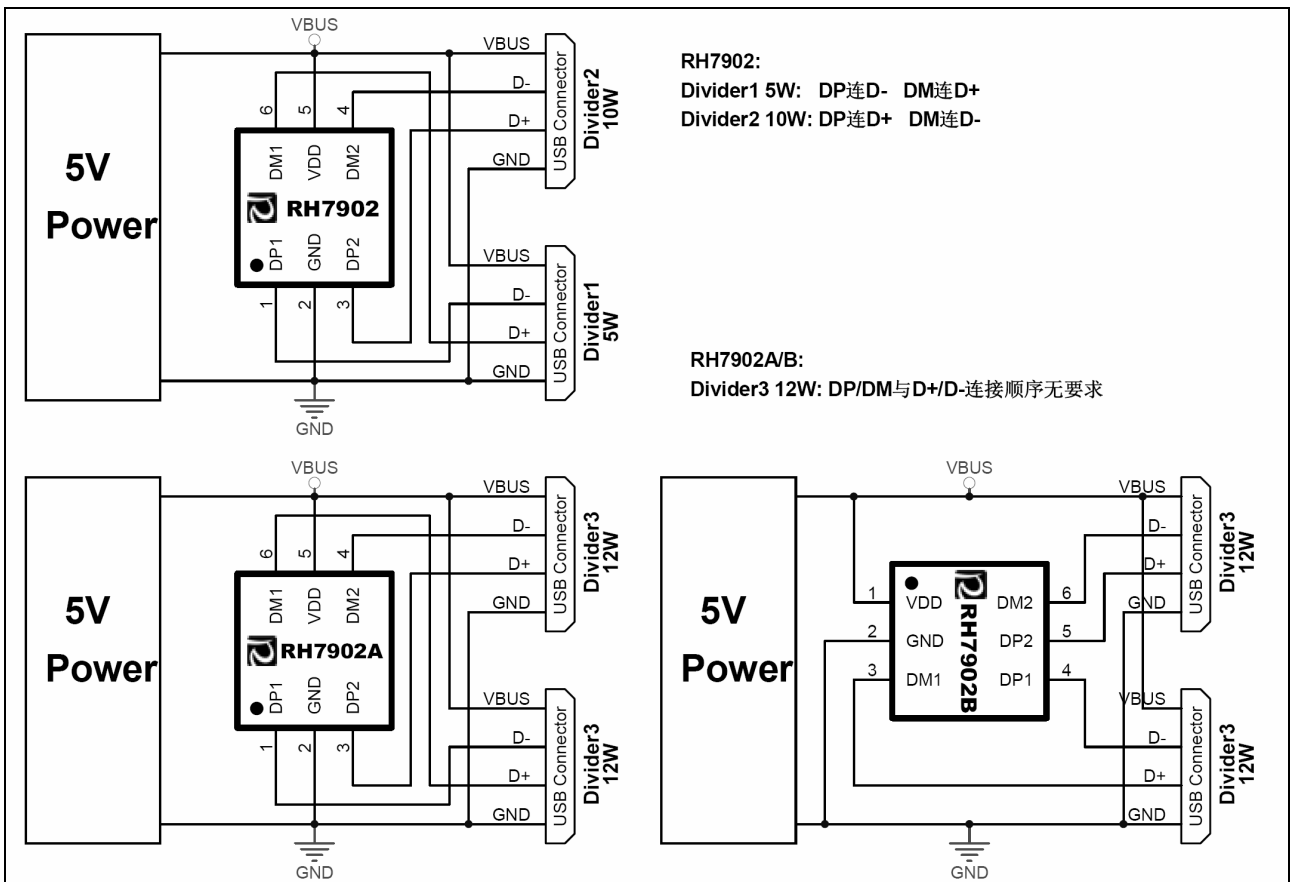 VBUS
5V
Power
6
5
4
DM1
VDD
DM2
RH7902
DP1
GND
DP2
1
2
3
VBUS
D-
D+
GND
USB Connector
Divider2
10W
VBUS
D-
D+
GND
USB Connector
Divider1
5W
GND
RH7902:
Divider1 5W: DP连D- DM连D+
Divider2 10W: DP连D+ DM连D-
RH7902A/B:
Divider3 12W: DP/DM与D+/D-连接顺序无要求
VBUS
5V
Power
6
5
4
DM1
VDD
DM2
RH7902A
DP1
GND
DP2
1
2
3
VBUS
D-
D+
GND
USB Connector
Divider3
12W
VBUS
D-
D+
GND
USB Connector
Divider3
12W
GND
VBUS
5V
Power
1
2
3
VDD
GND
DM1
RH7902B
DM2
DP2
DP1
6
5
4
VBUS
D-
D+
GND
USB Connector
Divider3
12W
VBUS
D-
D+
GND
USB Connector
Divider3
12W
GND